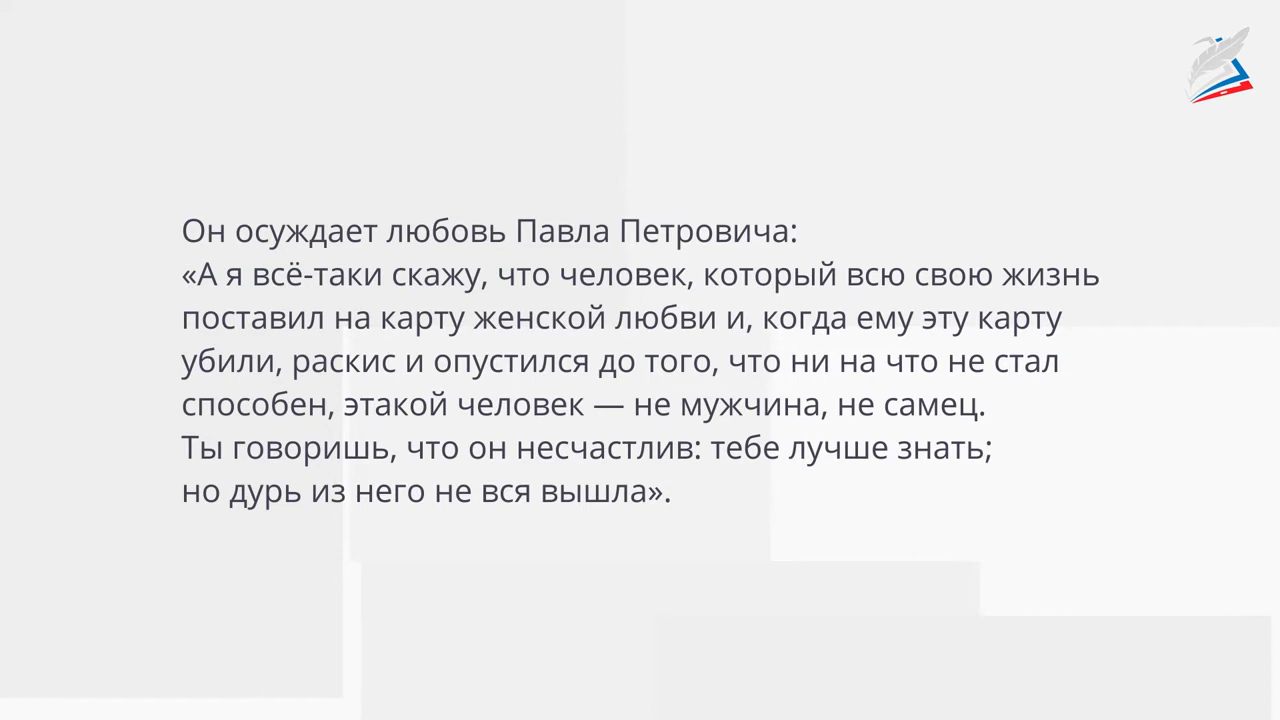 Он осуждает любовь Павла Петровича:
«А я всё-таки скажу, что человек, который всю свою жизнь
поставил на карту женской любви и, когда ему эту карту
убили, раскис и опустился до того, что ни на что не стал
способен, этакой человек — не мужчина, не самец.
Ты говоришь, что он несчастлив: тебе лучше знать;
но дурь из него не вся вышла».